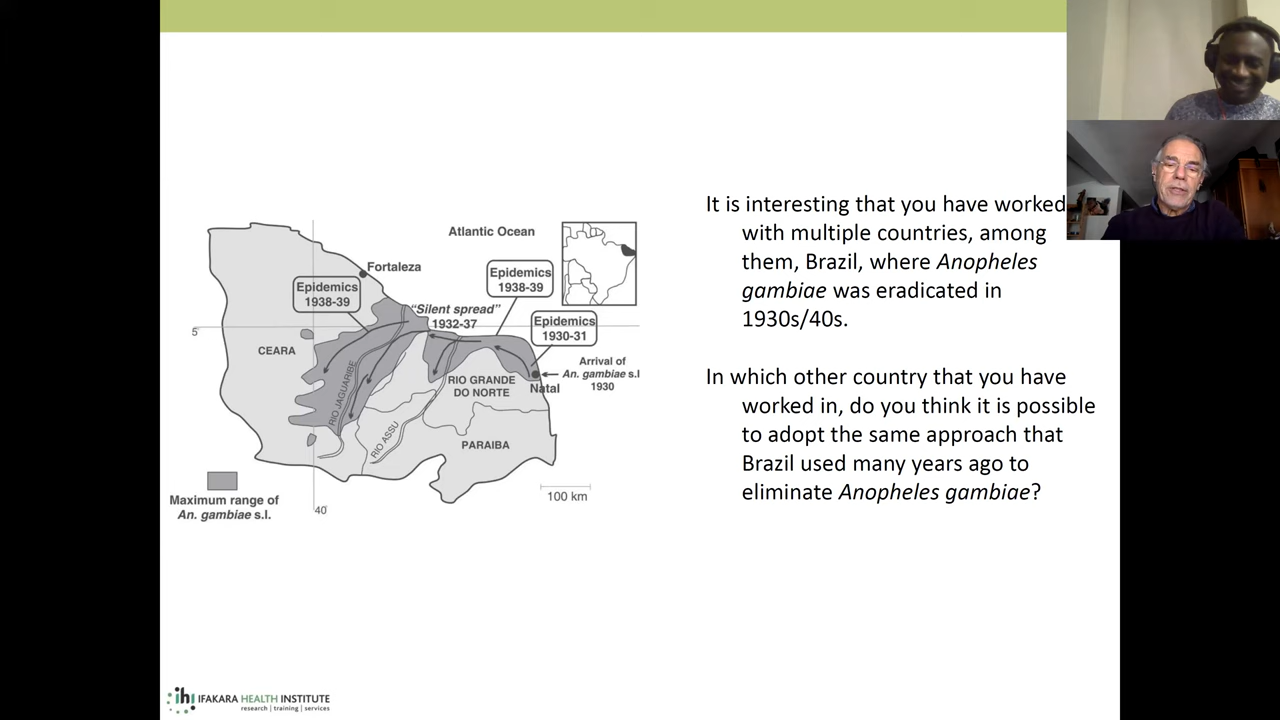 Atlantic Ocean
Fortaleza
Epidemics
1938-39
Epidemics
1938-39
"Silent spread"
1932-37
Epidemics
1930-31
5°
CEARA
Arrival of
An. gambiae s.l
1930
Natal
RIO GRANDE
DO NORTE
RIO JAGUARIBE
RIO ASSU
PARAIBA
Maximum range of
An. gambiae s.l.
40°
100 km
It is interesting that you have worked
with multiple countries, among
them, Brazil, where Anopheles
gambiae was eradicated in
1930s/40s.
In which other country that you have
worked in, do you think it is possible
to adopt the same approach that
Brazil used many years ago to
eliminate Anopheles gambiae?
ihi IFAKARA HEALTH INSTITUTE
research | training | services